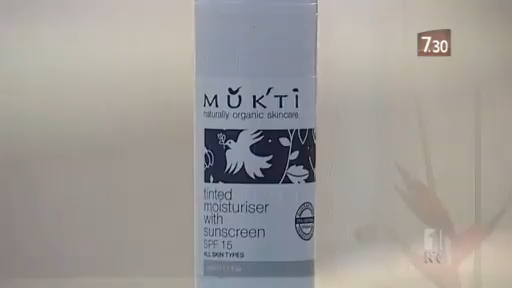 7.30
MUKTI
naturally organic skincare.
tinted
moisturiser
with
sunscreen
SPF 15
ALL SKIN TYPES